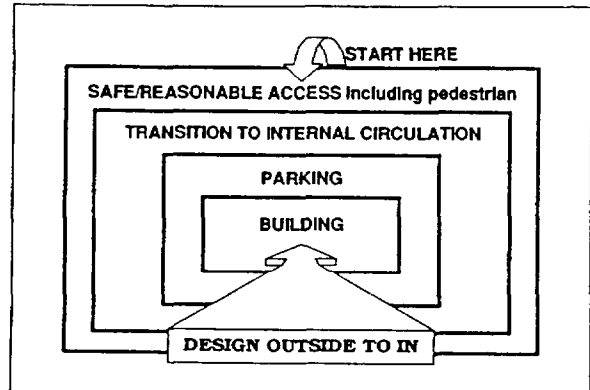 START HERE
SAFE/REASONABLE ACCESS including pedestrian
TRANSITION TO INTERNAL CIRCULATION
PARKING
BUILDING
DESIGN OUTSIDE TO IN